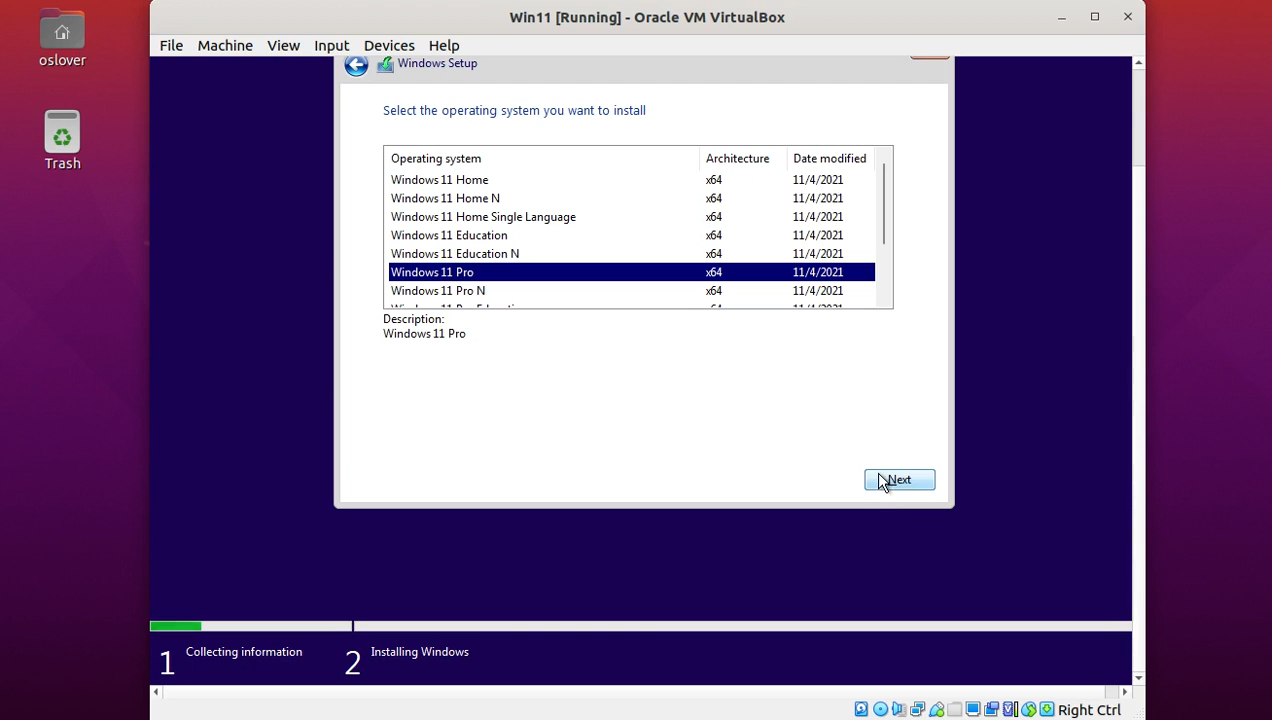 Win11 [Running] - Oracle VM VirtualBox
oslover
File Machine View Input Devices Help
Windows Setup
Trash
Select the operating system you want to install
Operating system Architecture Date modified
Windows 11 Home x64 11/4/2021
Windows 11 Home N x64 11/4/2021
Windows 11 Home Single Language x64 11/4/2021
Windows 11 Education x64 11/4/2021
Windows 11 Education N x64 11/4/2021
Windows 11 Pro x64 11/4/2021
Windows 11 Pro N x64 11/4/2021
Description:
Windows 11 Pro
Next
1 Collecting information 2 Installing Windows
Right Ctrl